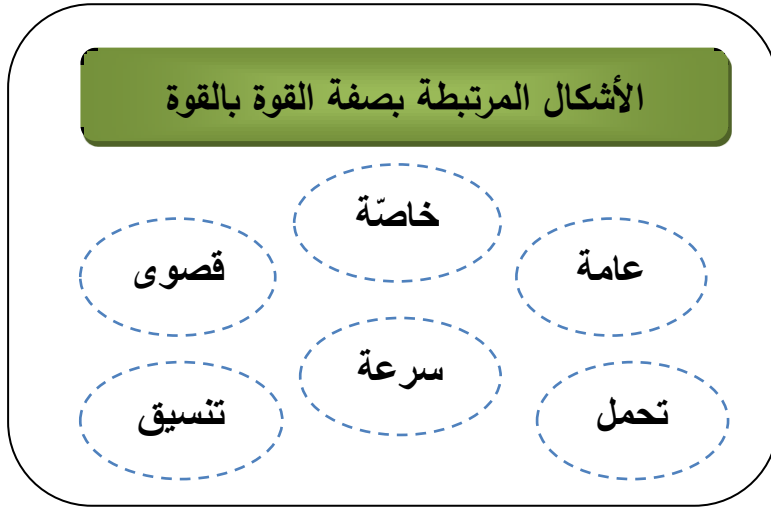 الأشكال المرتبطة بصفة القوة بالقوة
خاصّة
عامة
قصوى
سرعة
تحمل
تنسيق